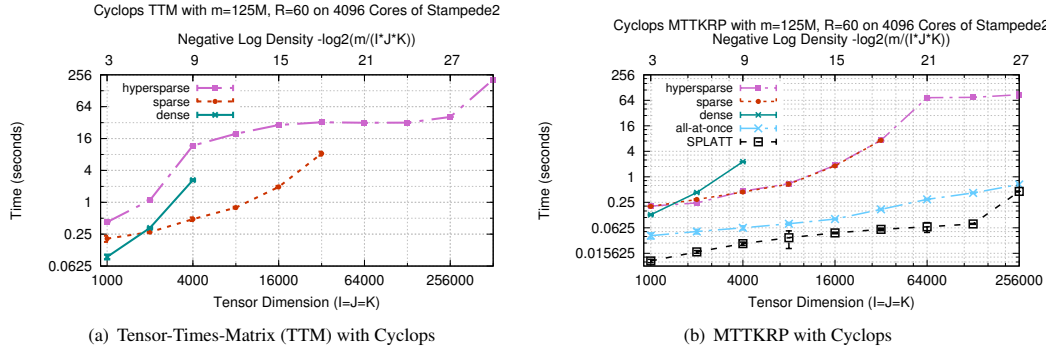 Cyclops TTM with m=125M, R=60 on 4096 Cores of Stampede2
Negative Log Density -log2(m/(I*J*K))
3 9 15 21 27
256
64
16
4
1
0.25
0.0625
Time (seconds)
hypersparse
sparse
dense
1000 4000 16000 64000 256000
Tensor Dimension (I=J=K)
(a) Tensor-Times-Matrix (TTM) with Cyclops
Cyclops MTTKRP with m=125M, R=60 on 4096 Cores of Stampede2
Negative Log Density -log2(m/(I*J*K))
3 9 15 21 27
256
64
16
4
1
0.25
0.0625
0.015625
Time (seconds)
hypersparse
sparse
dense
all-at-once
SPLATT
1000 4000 16000 64000 256000
Tensor Dimension (I=J=K)
(b) MTTKRP with Cyclops